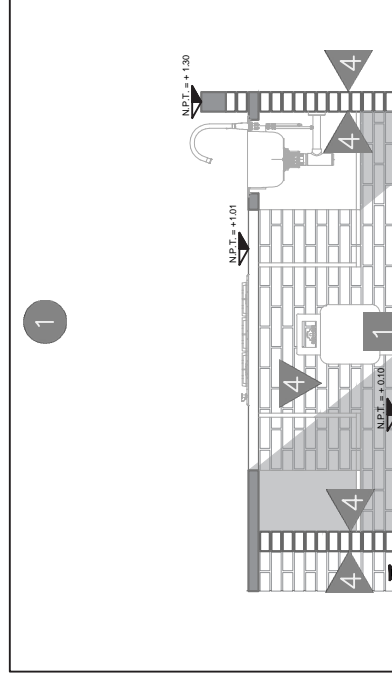 1
N.P.T. = + 1.30
4
4
N.P.T. = +1.01
4
1
N.P.T. = + 0.10
4
4